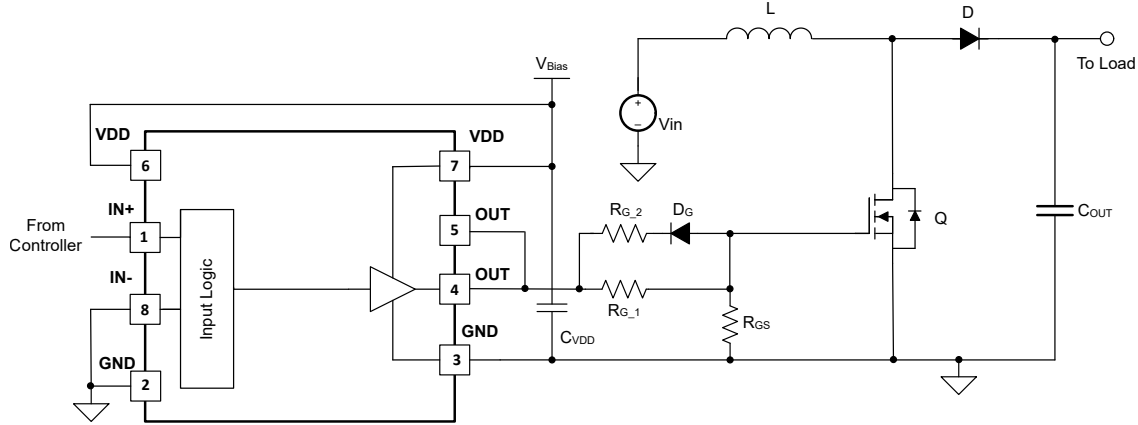 L
D
To Load
VBias
+
−
Vin
VDD
VDD
6
7
IN+
OUT
From
Controller
1
5
RG_2
DG
Q
COUT
IN-
OUT
8
4
Input Logic
RG_1
GND
GND
CVDD
RGS
2
3